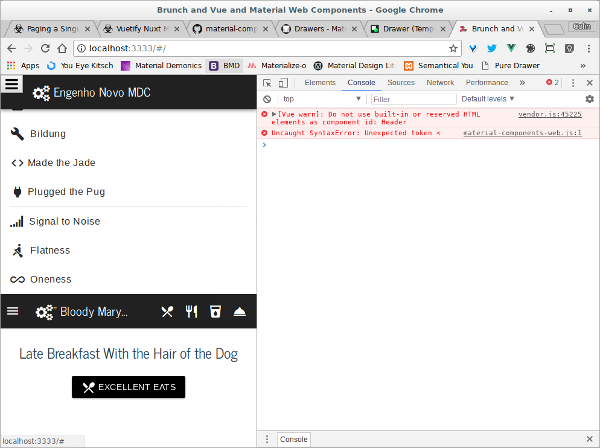 Brunch and Vue and Material Web Components - Google Chrome
Paging a Sing
Vuetify Nuxt M
material-comp
Drawers - Mat
Drawer (Temp
Brunch and V
Colin
localhost:3333/#/
Apps
You Eye Kitsch
Material Demonics
BMD
Materialize-o
Material Design Lit
Semantical You
Pure Drawer
»
Engenho Novo MDC
Bildung
Made the Jade
Plugged the Pug
Signal to Noise
Flatness
Oneness
Bloody Mary...
Late Breakfast With the Hair of the Dog
EXCELLENT EATS
localhost:3333/#
Elements
Console
Sources
Network
Performance
»
2
top
Filter
Default levels
[Vue warn]: Do not use built-in or reserved HTML vendor.js:45225
elements as component id: Header
Uncaught SyntaxError: Unexpected token < material-components-web.js:1
Console